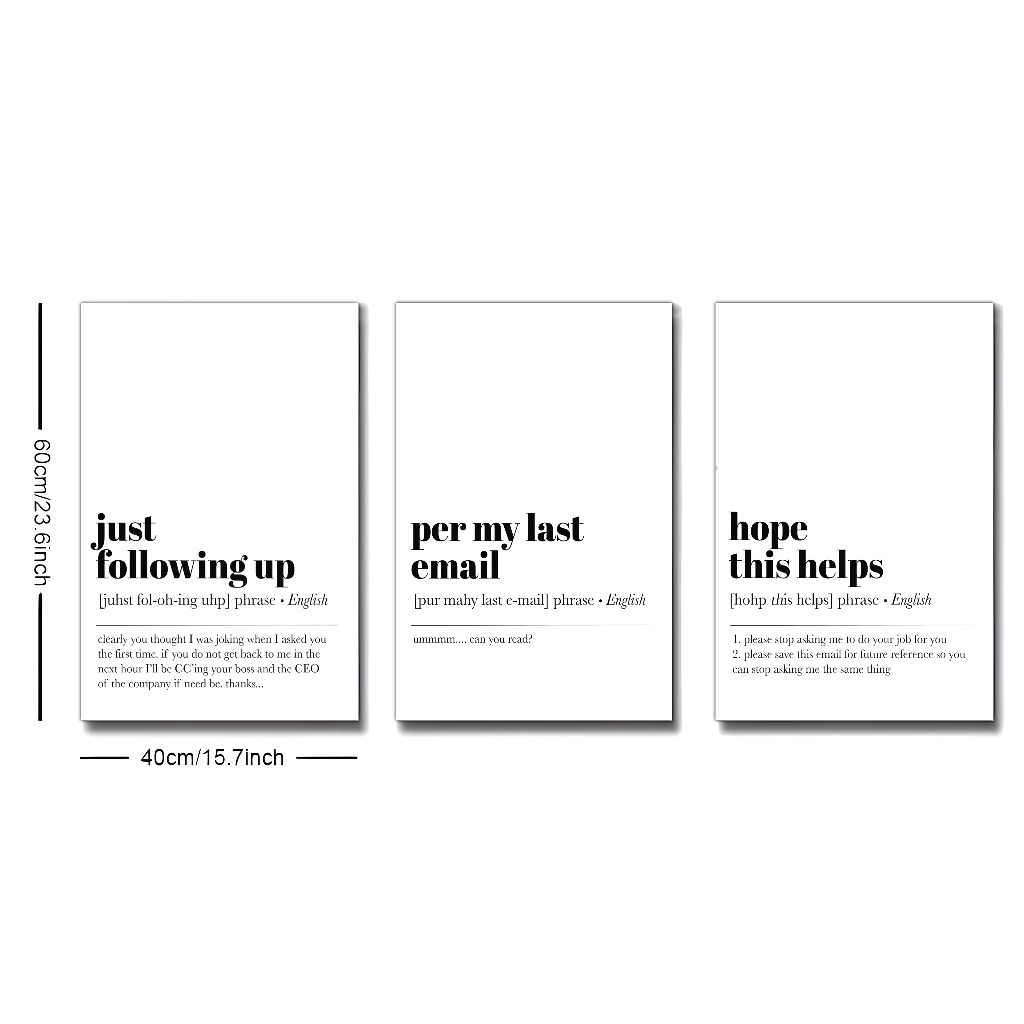 60cm/23.6inch
just
following up
[juhst fol-oh-ing uhp] phrase • English
clearly you thought I was joking when I asked you
the first time. if you do not get back to me in the
next hour I'll be CC'ing your boss and the CEO
of the company if need be. thanks...
40cm/15.7inch
per my last
email
[pur mahy last e-mail] phrase • English
ummmm.... can you read?
hope
this helps
[hohp this helps] phrase • English
1. please stop asking me to do your job for you
2. please save this email for future reference so you
can stop asking me the same thing